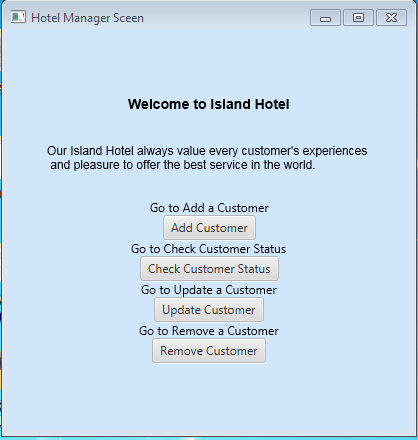 Hotel Manager Sceen
Welcome to Island Hotel
Our Island Hotel always value every customer's experiences
and pleasure to offer the best service in the world.
Go to Add a Customer
Add Customer
Go to Check Customer Status
Check Customer Status
Go to Update a Customer
Update Customer
Go to Remove a Customer
Remove Customer